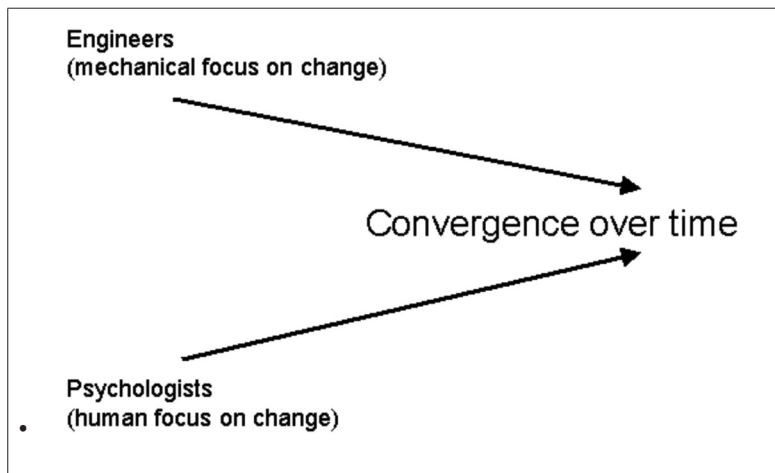 Engineers
(mechanical focus on change)
Convergence over time
Psychologists
(human focus on change)